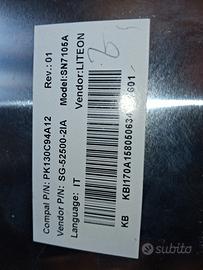 Rev.: 01
Model:SN7105A
Compal P/N: PK130C94A12
Vendor:LITEON
Vendor P/N: SG-52500-2IA
Language: IT
KB
subito